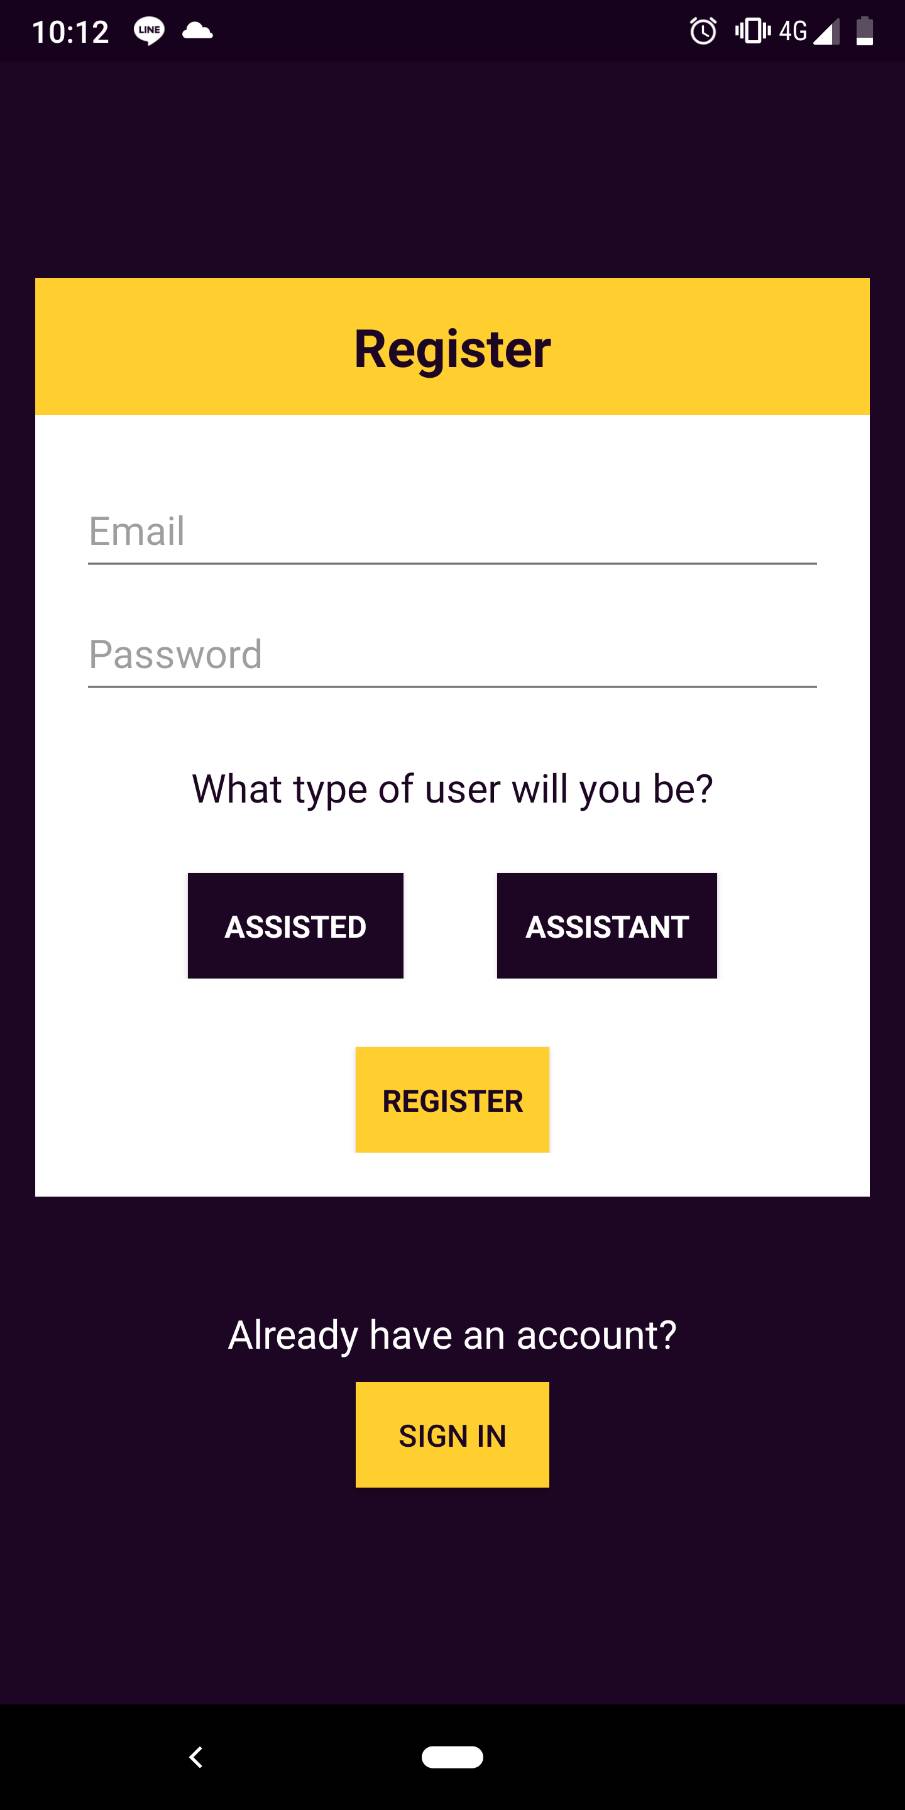 10:12 LINE 4G
Register
Email
Password
What type of user will you be?
ASSISTED ASSISTANT
REGISTER
Already have an account?
SIGN IN